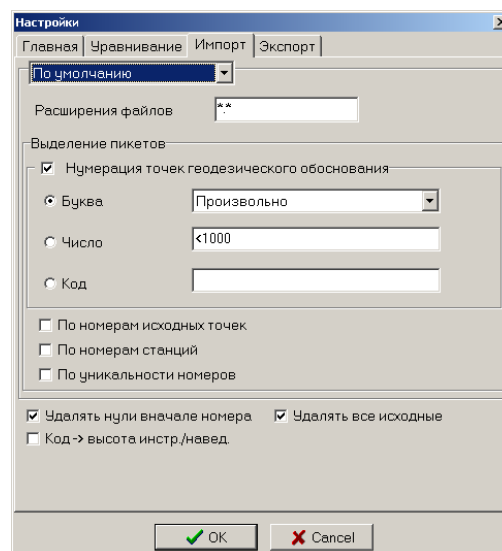 Настройки
Главная Уравнивание Импорт Экспорт
По умолчанию
Расширения файлов *.*
Выделение пикетов
Нумерация точек геодезического обоснования
Буква Произвольно
Число <1000
Код
По номерам исходных точек
По номерам станций
По уникальности номеров
Удалять нули вначале номера Удалять все исходные
Код -> высота инстр./навед.
OK Cancel